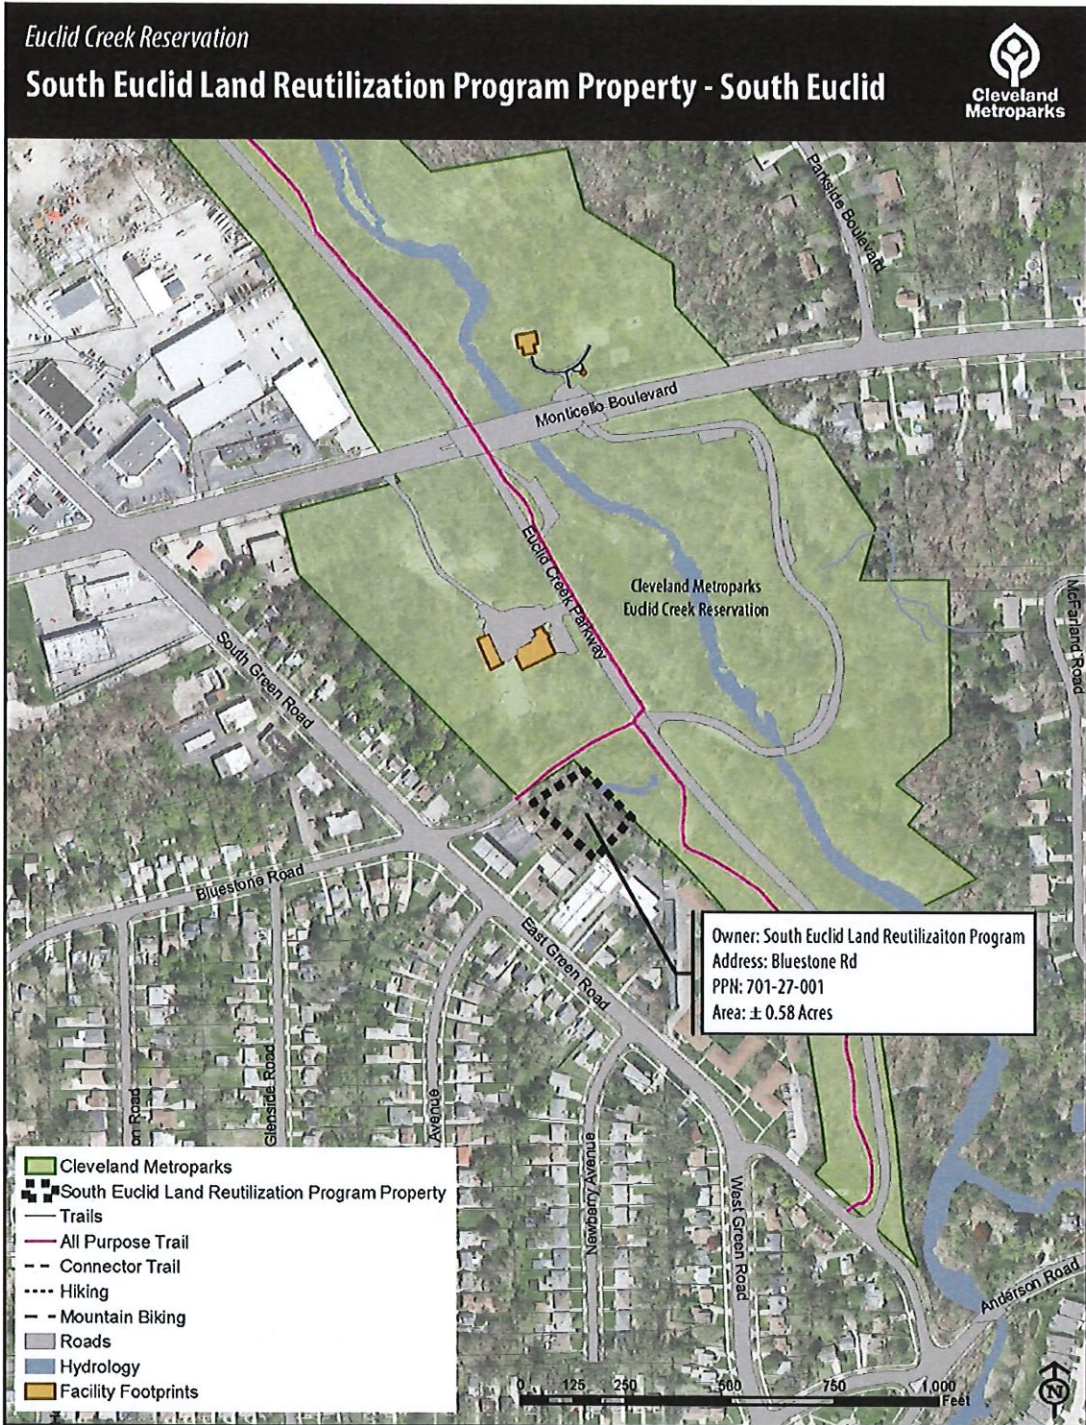 Euclid Creek Reservation
South Euclid Land Reutilization Program Property - South Euclid
Cleveland
Metroparks
Parkside Boulevard
Monticello Boulevard
Euclid Creek Parkway
Cleveland Metroparks
Euclid Creek Reservation
McFarland Road
South Green Road
Bluestone Road
East Green Road
Owner: South Euclid Land Reutilizaiton Program
Address: Bluestone Rd
PPN: 701-27-001
Area: ± 0.58 Acres
on Road
Glenside Road
Avenue
Newberry Avenue
West Green Road
Anderson Road
Cleveland Metroparks
South Euclid Land Reutilization Program Property
Trails
All Purpose Trail
Connector Trail
Hiking
Mountain Biking
Roads
Hydrology
Facility Footprints
0 125 250 500 750 1,000
Feet
N